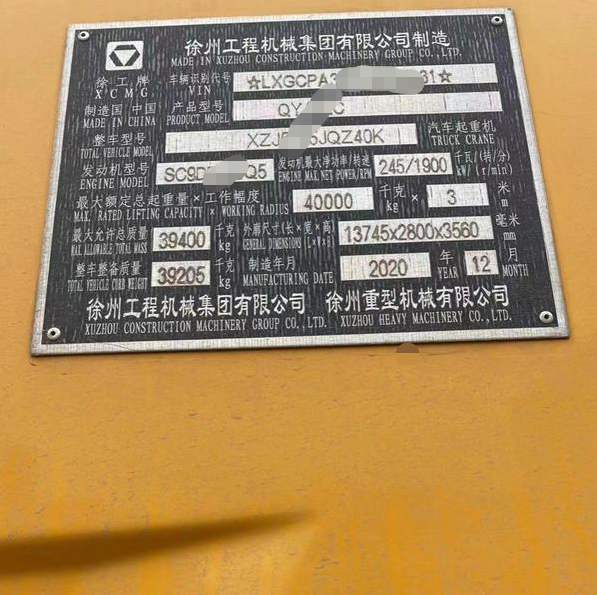 徐州工程机械集团有限公司制造
MADE IN XUZHOU CONSTRUCTION MACHINERY GROUP CO., LTD.
徐工牌 车辆识别代号 ☆LXGCPA3 31☆
XCMG VIN
制造国 中国 产品型号 QY C
MADE IN CHINA PRODUCT MODEL
整车型号 XZJ5 5JQZ40K 汽车起重机
TOTAL VEHICLE MODEL TRUCK CRANE
发动机型号 SC9D Q5 发动机最大净功率/转速 245/1900 千瓦/(转/分)
ENGINE MODEL ENGINE MAX. NET POWER/RPM kW/(r/min)
最大额定总起重量×工作幅度 40000 千克 × 3 米
MAX. RATED LIFTING CAPACITY × WORKING RADIUS kg m
最大允许总质量 39400 千克 外廓尺寸(长×宽×高) 13745x2800x3560 毫米
MAX. ALLOWABLE TOTAL MASS kg GENERAL DIMENSIONS (L×W×H) mm
整车整备质量 39205 千克 制造年月 2020 年 12 月
TOTAL VEHICLE CURB WEIGHT kg MANUFACTURING DATE YEAR MONTH
徐州工程机械集团有限公司 徐州重型机械有限公司
XUZHOU CONSTRUCTION MACHINERY GROUP CO., LTD. XUZHOU HEAVY MACHINERY CO., LTD.